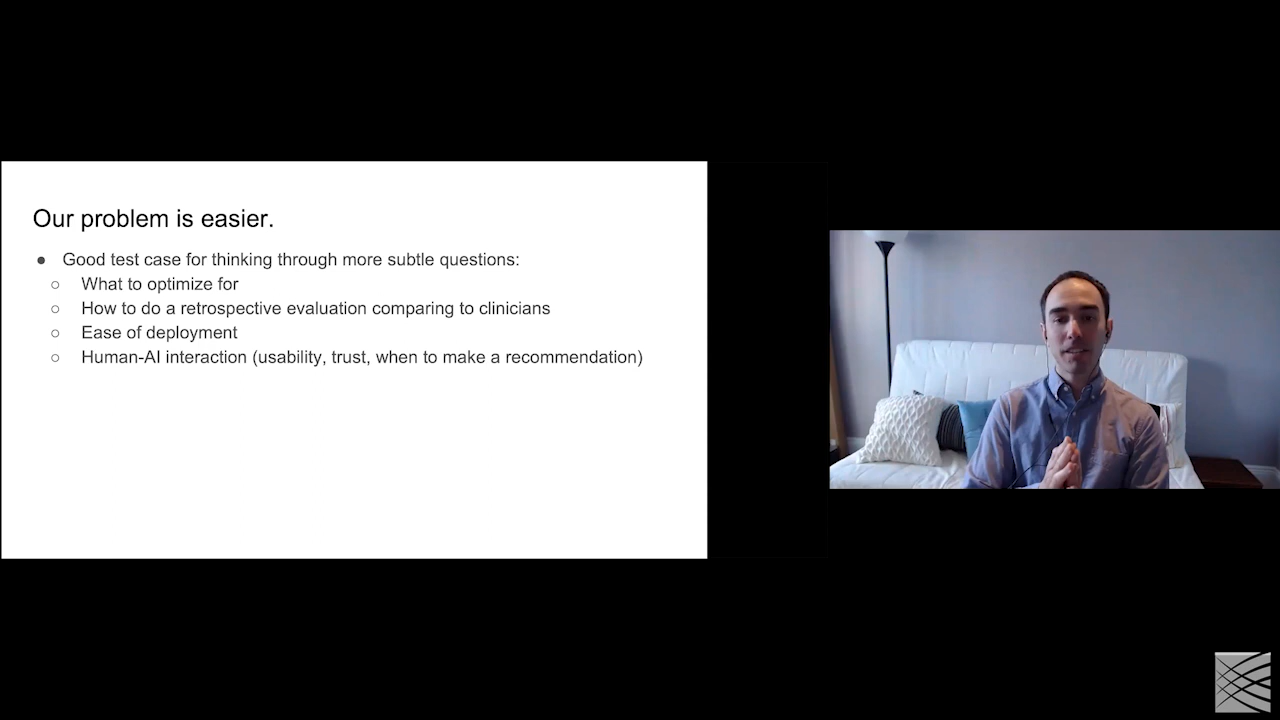 Our problem is easier.
● Good test case for thinking through more subtle questions:
○ What to optimize for
○ How to do a retrospective evaluation comparing to clinicians
○ Ease of deployment
○ Human-AI interaction (usability, trust, when to make a recommendation)